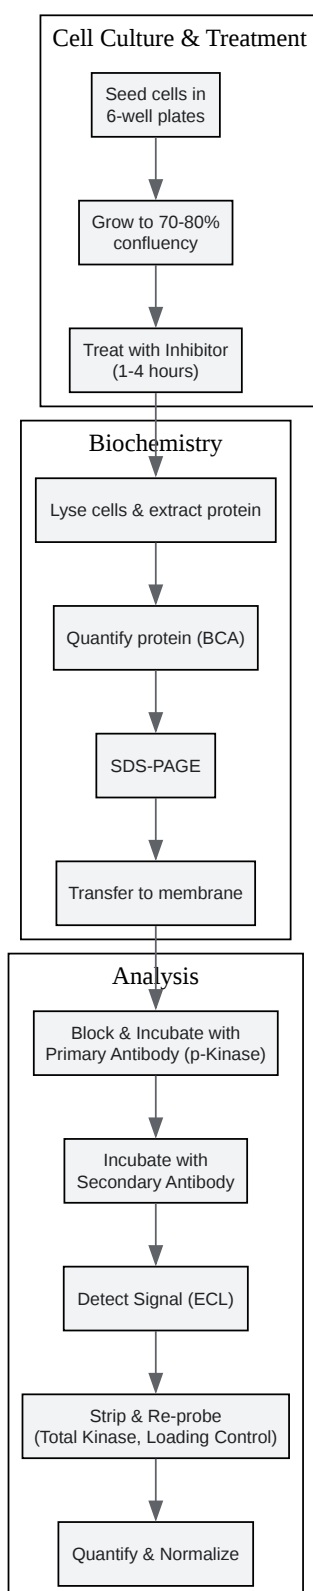 Cell Culture & Treatment
Seed cells in
6-well plates
Grow to 70-80%
confluency
Treat with Inhibitor
(1-4 hours)
Biochemistry
Lyse cells & extract protein
Quantify protein (BCA)
SDS-PAGE
Transfer to membrane
Analysis
Block & Incubate with
Primary Antibody (p-Kinase)
Incubate with
Secondary Antibody
Detect Signal (ECL)
Strip & Re-probe
(Total Kinase, Loading Control)
Quantify & Normalize